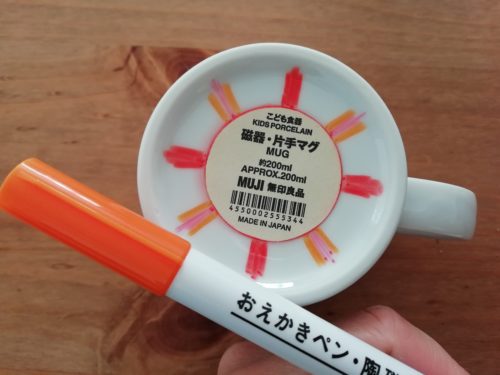 こども食器
KIDS PORCELAIN
磁器・片手マグ
MUG
約200ml
APPROX.200ml
MUJI 無印良品
4550002555344
MADE IN JAPAN
おえかきペン・陶磁